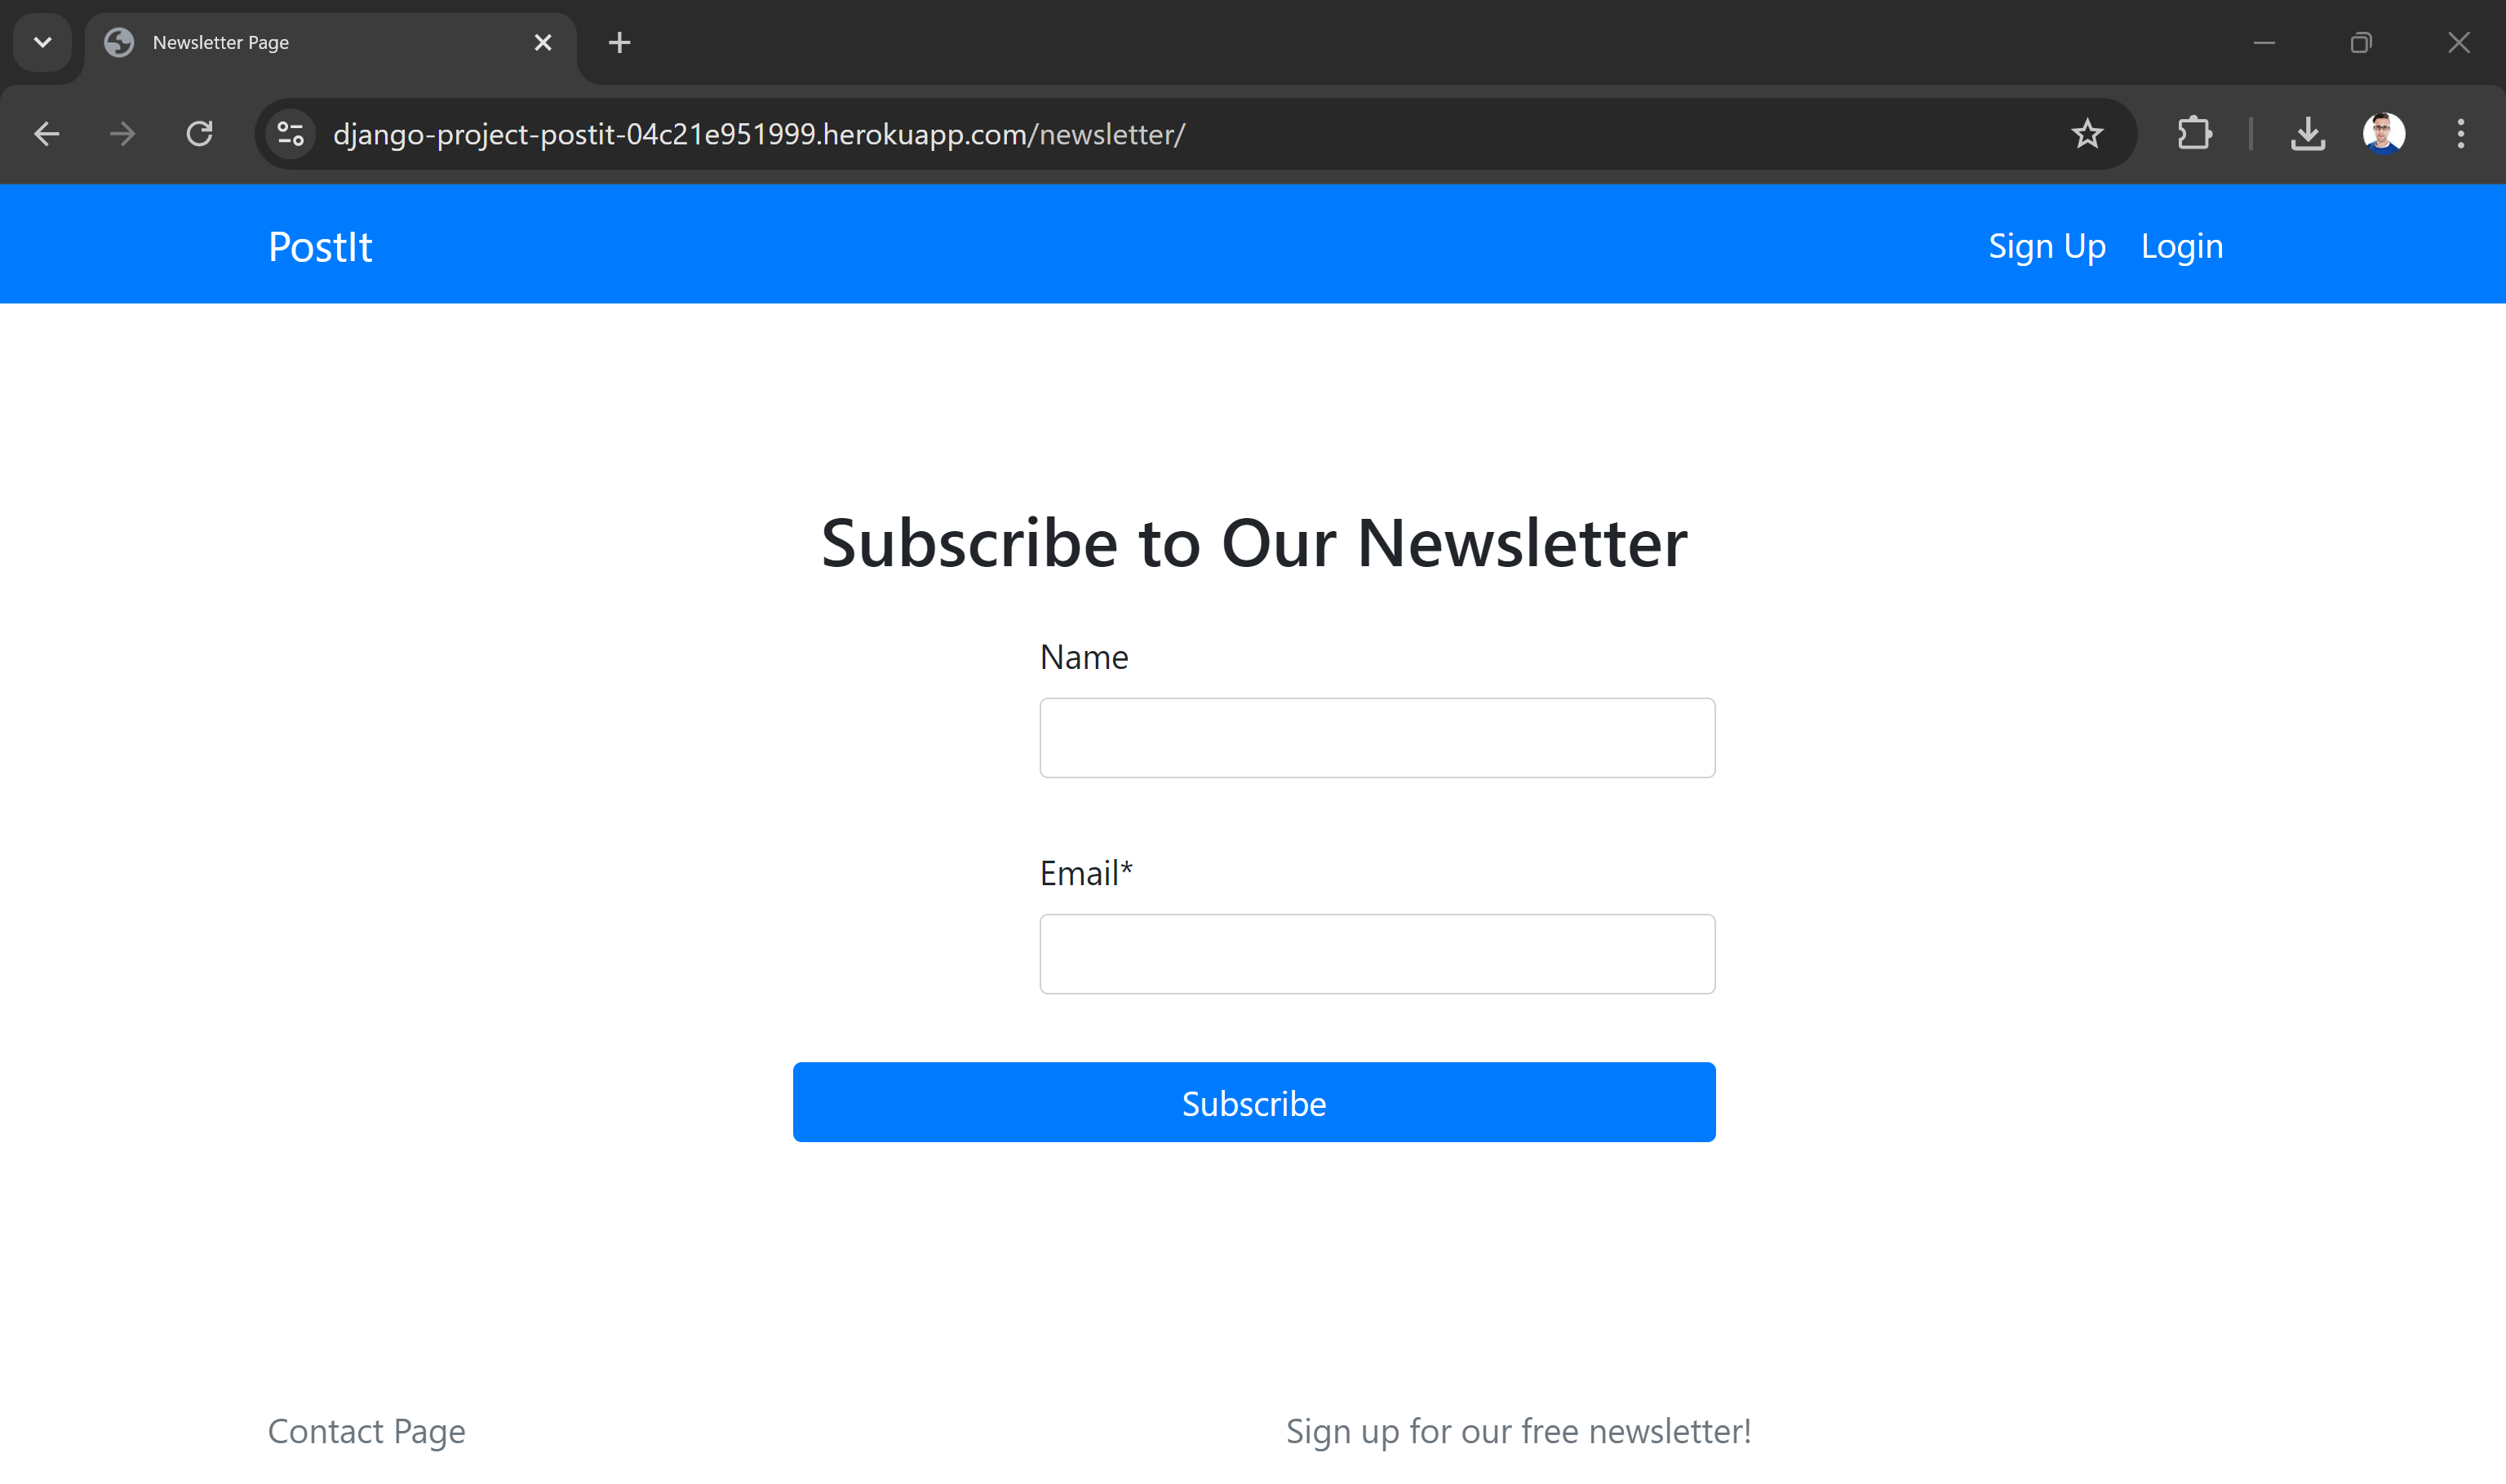 Newsletter Page
django-project-postit-04c21e951999.herokuapp.com/newsletter/
PostIt
Sign Up Login
Subscribe to Our Newsletter
Name
Email*
Subscribe
Contact Page
Sign up for our free newsletter!